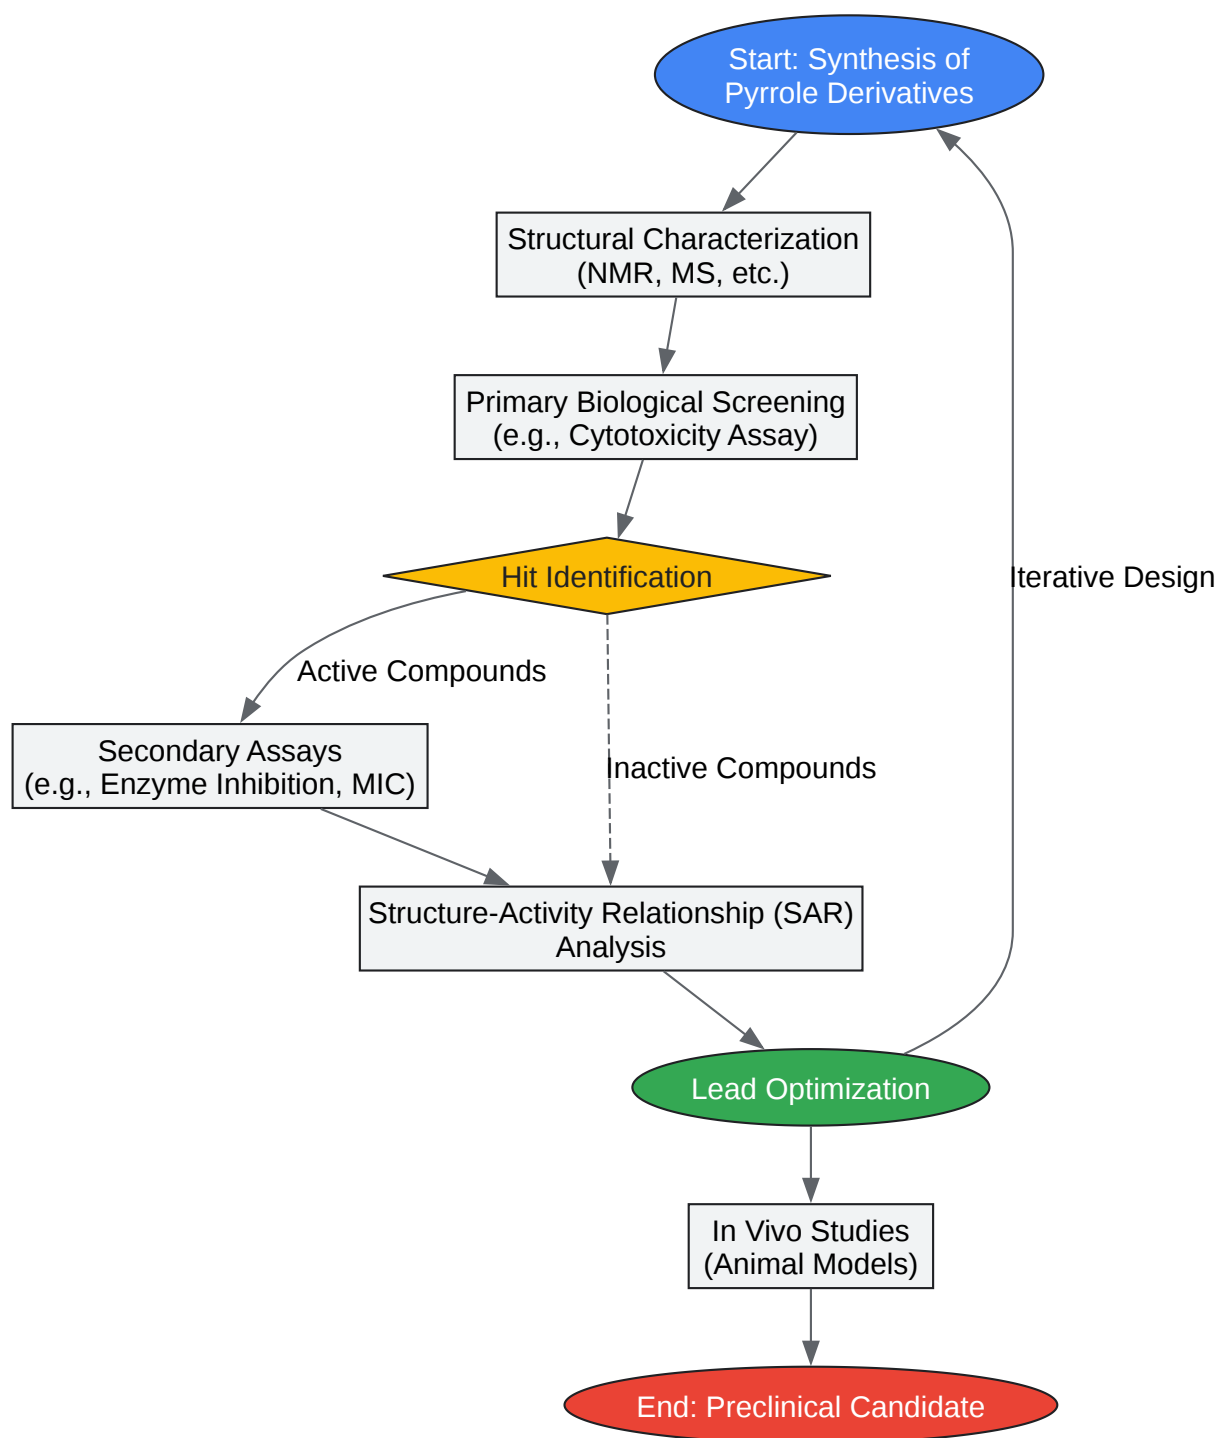 Start: Synthesis of
Pyrrole Derivatives
Structural Characterization
(NMR, MS, etc.)
Primary Biological Screening
(e.g., Cytotoxicity Assay)
Hit Identification
Iterative Design
Active Compounds
Secondary Assays
(e.g., Enzyme Inhibition, MIC)
Inactive Compounds
Structure-Activity Relationship (SAR)
Analysis
Lead Optimization
In Vivo Studies
(Animal Models)
End: Preclinical Candidate